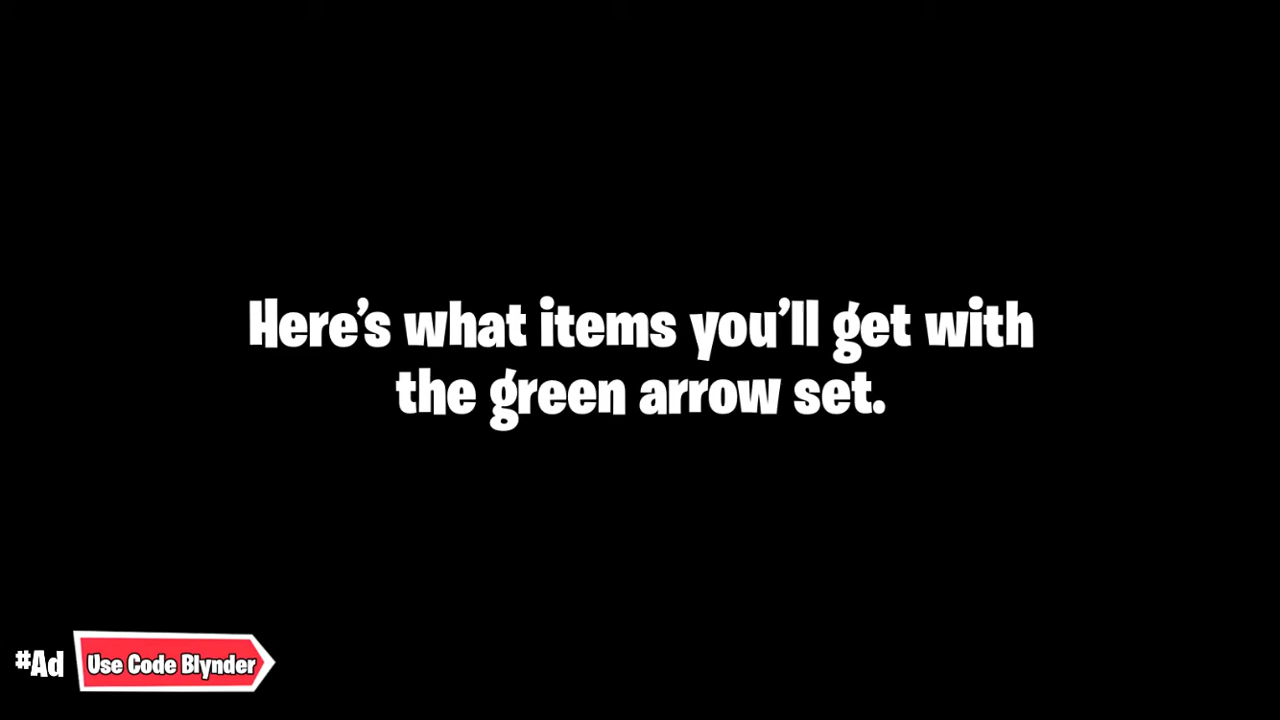 Here's what items you'll get with
the green arrow set.
#Ad
Use Code Blynder